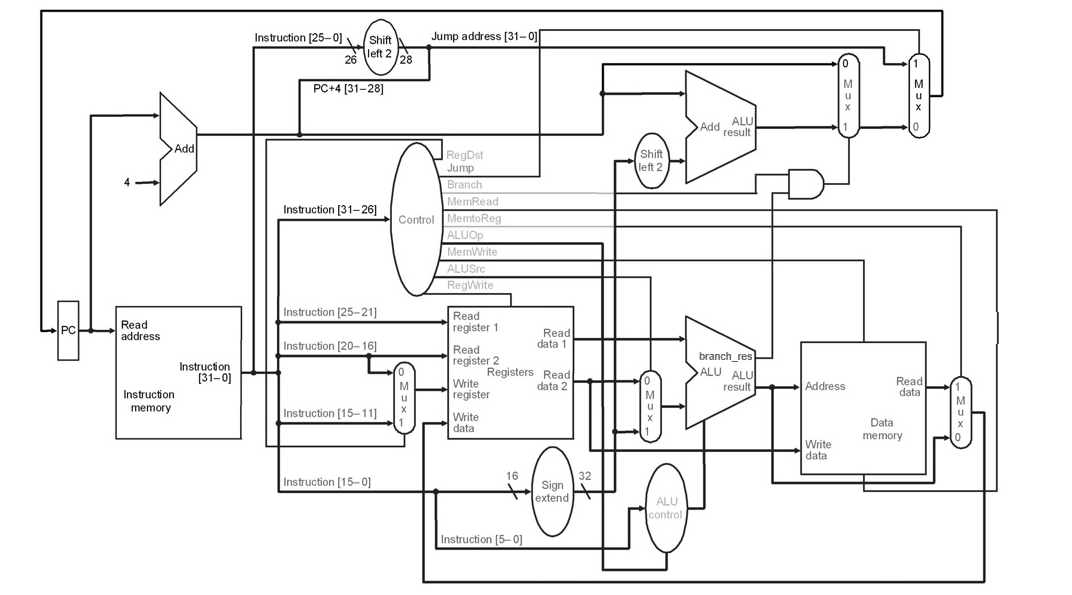 Instruction [25–0]
26
Shift
left 2
28
Jump address [31–0]
PC+4 [31–28]
Add
4
0
M
u
x
1
1
M
u
x
0
Add
ALU
result
Shift
left 2
RegDst
Jump
Branch
MemRead
MemtoReg
ALUOp
MemWrite
ALUSrc
RegWrite
Control
Instruction [31–26]
PC
Read
address
Instruction
[31–0]
Instruction
memory
Instruction [25–21]
Instruction [20–16]
Instruction [15–11]
0
M
u
x
1
Read
register 1
Read
register 2
Write
register
Write
data
Registers
Read
data 1
Read
data 2
0
M
u
x
1
branch_res
ALU
ALU
result
Address
Write
data
Read
data
Data
memory
1
M
u
x
0
Instruction [15–0]
16
Sign
extend
32
ALU
control
Instruction [5–0]